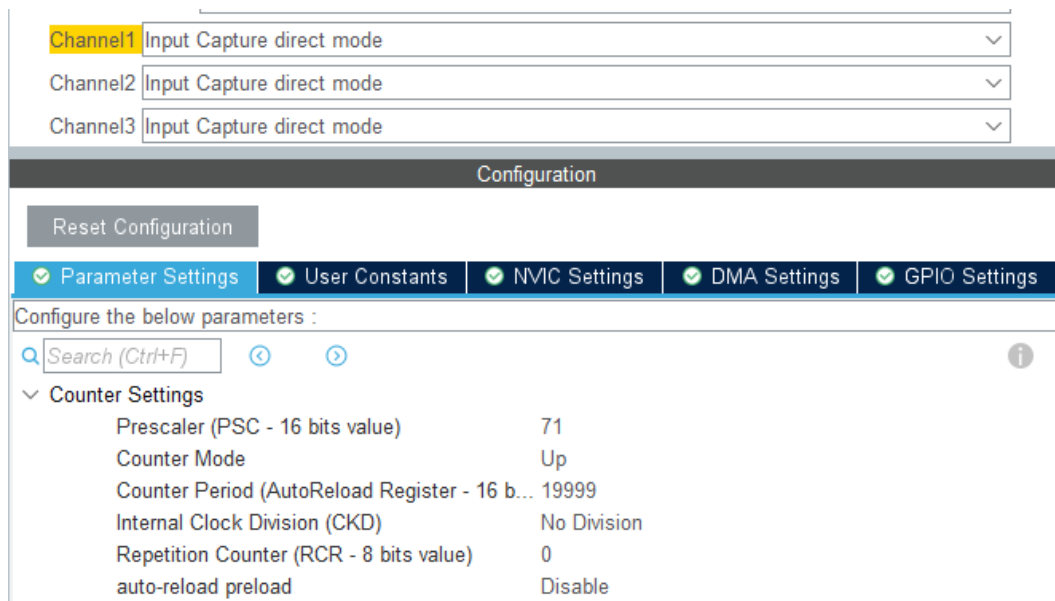 Channel1 Input Capture direct mode
Channel2 Input Capture direct mode
Channel3 Input Capture direct mode
Configuration
Reset Configuration
Parameter Settings User Constants NVIC Settings DMA Settings GPIO Settings
Configure the below parameters :
Search (Ctrl+F)
Counter Settings
Prescaler (PSC - 16 bits value) 71
Counter Mode Up
Counter Period (AutoReload Register - 16 b... 19999
Internal Clock Division (CKD) No Division
Repetition Counter (RCR - 8 bits value) 0
auto-reload preload Disable